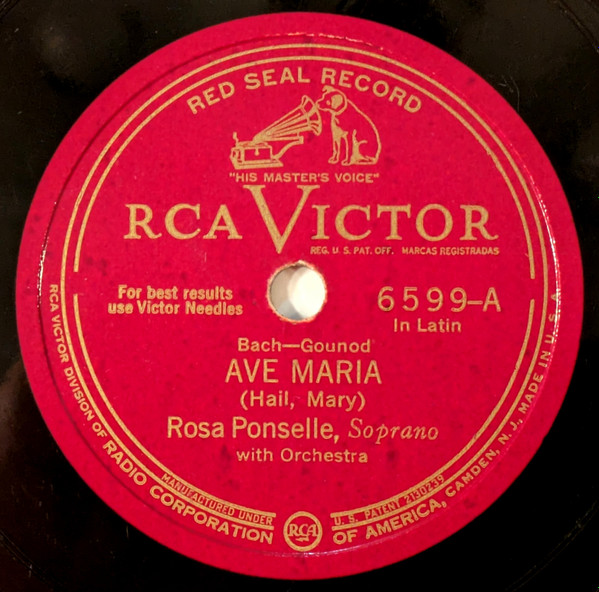 RED SEAL RECORD
"HIS MASTER'S VOICE"
RCA VICTOR
REG. U. S. PAT. OFF. MARCAS REGISTRADAS
For best results
use Victor Needles
6599-A
In Latin
Bach—Gounod
AVE MARIA
(Hail, Mary)
Rosa Ponselle, Soprano
with Orchestra
MANUFACTURED UNDER U. S. PATENT 2130239
RCA VICTOR DIVISION OF RADIO CORPORATION OF AMERICA, CAMDEN, N. J., MADE IN U. S. A.
RCA